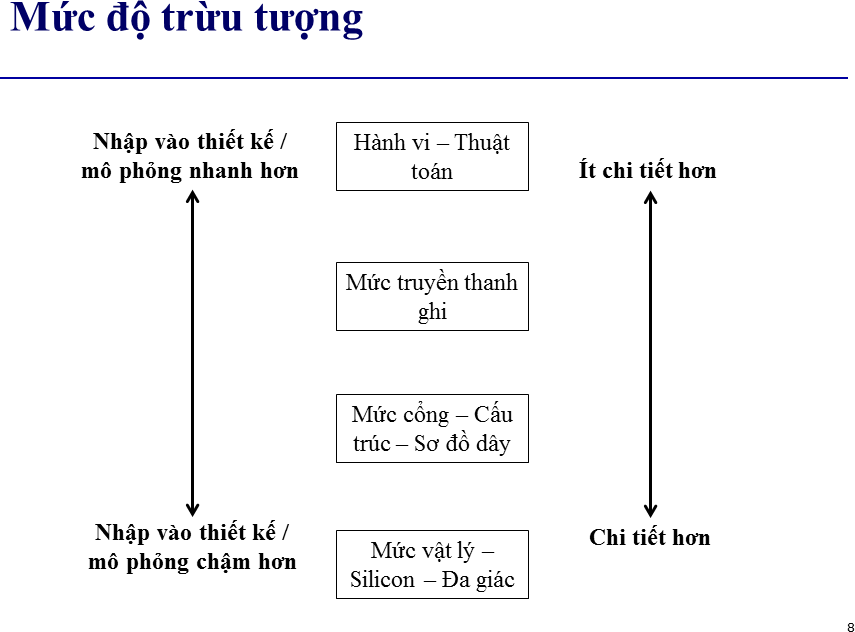 Mức độ trừu tượng
Nhập vào thiết kế /
mô phỏng nhanh hơn
Hành vi – Thuật
toán
Ít chi tiết hơn
Mức truyền thanh
ghi
Mức cổng – Cấu
trúc – Sơ đồ dây
Nhập vào thiết kế /
mô phỏng chậm hơn
Mức vật lý –
Silicon – Đa giác
Chi tiết hơn
8